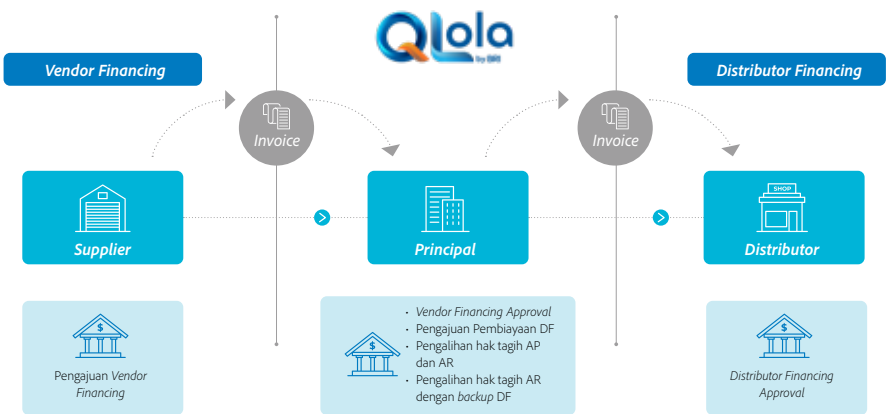 QLola
by BRI
Vendor Financing
Distributor Financing
Invoice
Invoice
Supplier
Principal
SHOP
Distributor
$
Pengajuan Vendor
Financing
$
• Vendor Financing Approval
• Pengajuan Pembiayaan DF
• Pengalihan hak tagih AP
dan AR
• Pengalihan hak tagih AR
dengan backup DF
$
Distributor Financing
Approval